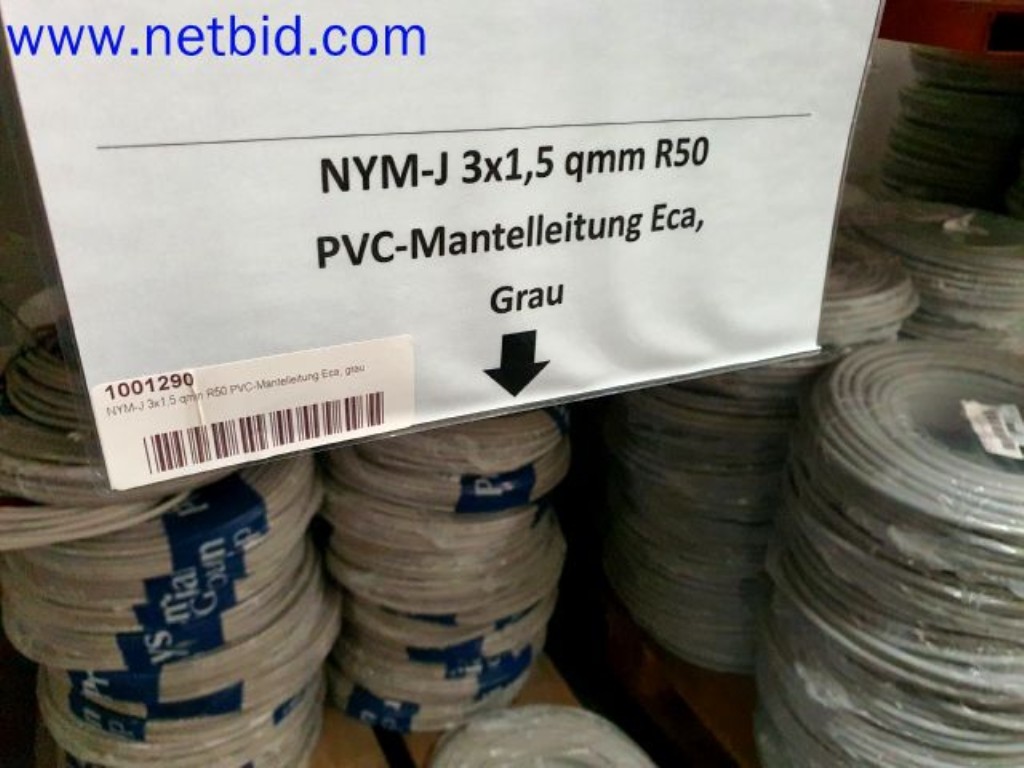 www.netbid.com
NYM-J 3x1,5 qmm R50
PVC-Mantelleitung Eca,
Grau
1001290
NYM-J 3x1,5 qmm R50 PVC-Mantelleitung Eca, grau